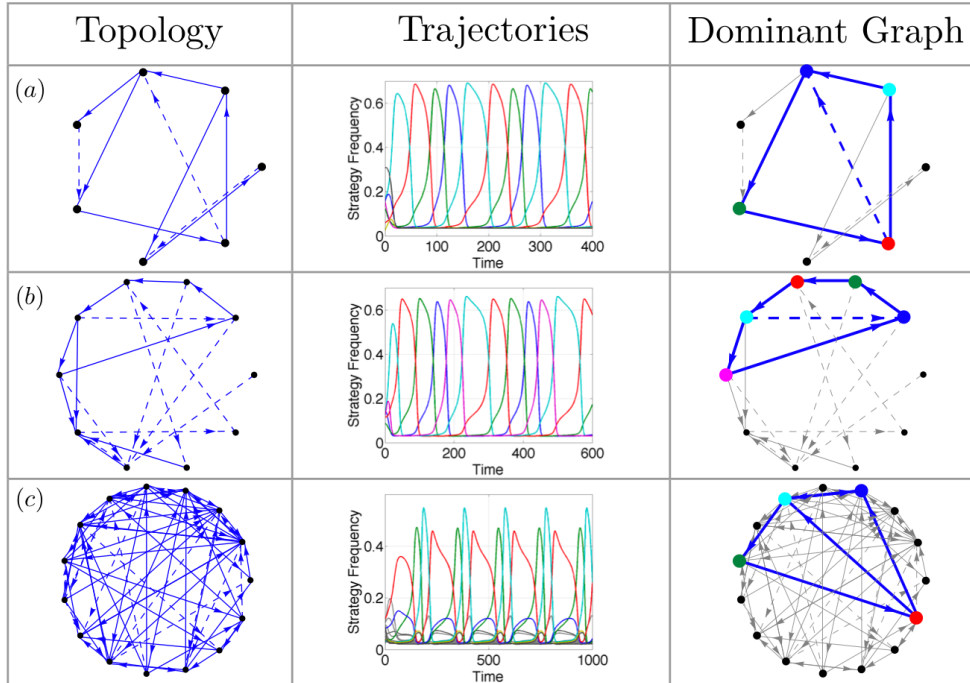 Topology
Trajectories
Dominant Graph
(a)
Strategy Frequency
0.6
0.4
0.2
0
0
100
200
300
400
Time
(b)
Strategy Frequency
0.6
0.4
0.2
0
0
200
400
600
Time
(c)
Strategy Frequency
0.4
0.2
0
0
500
1000
Time